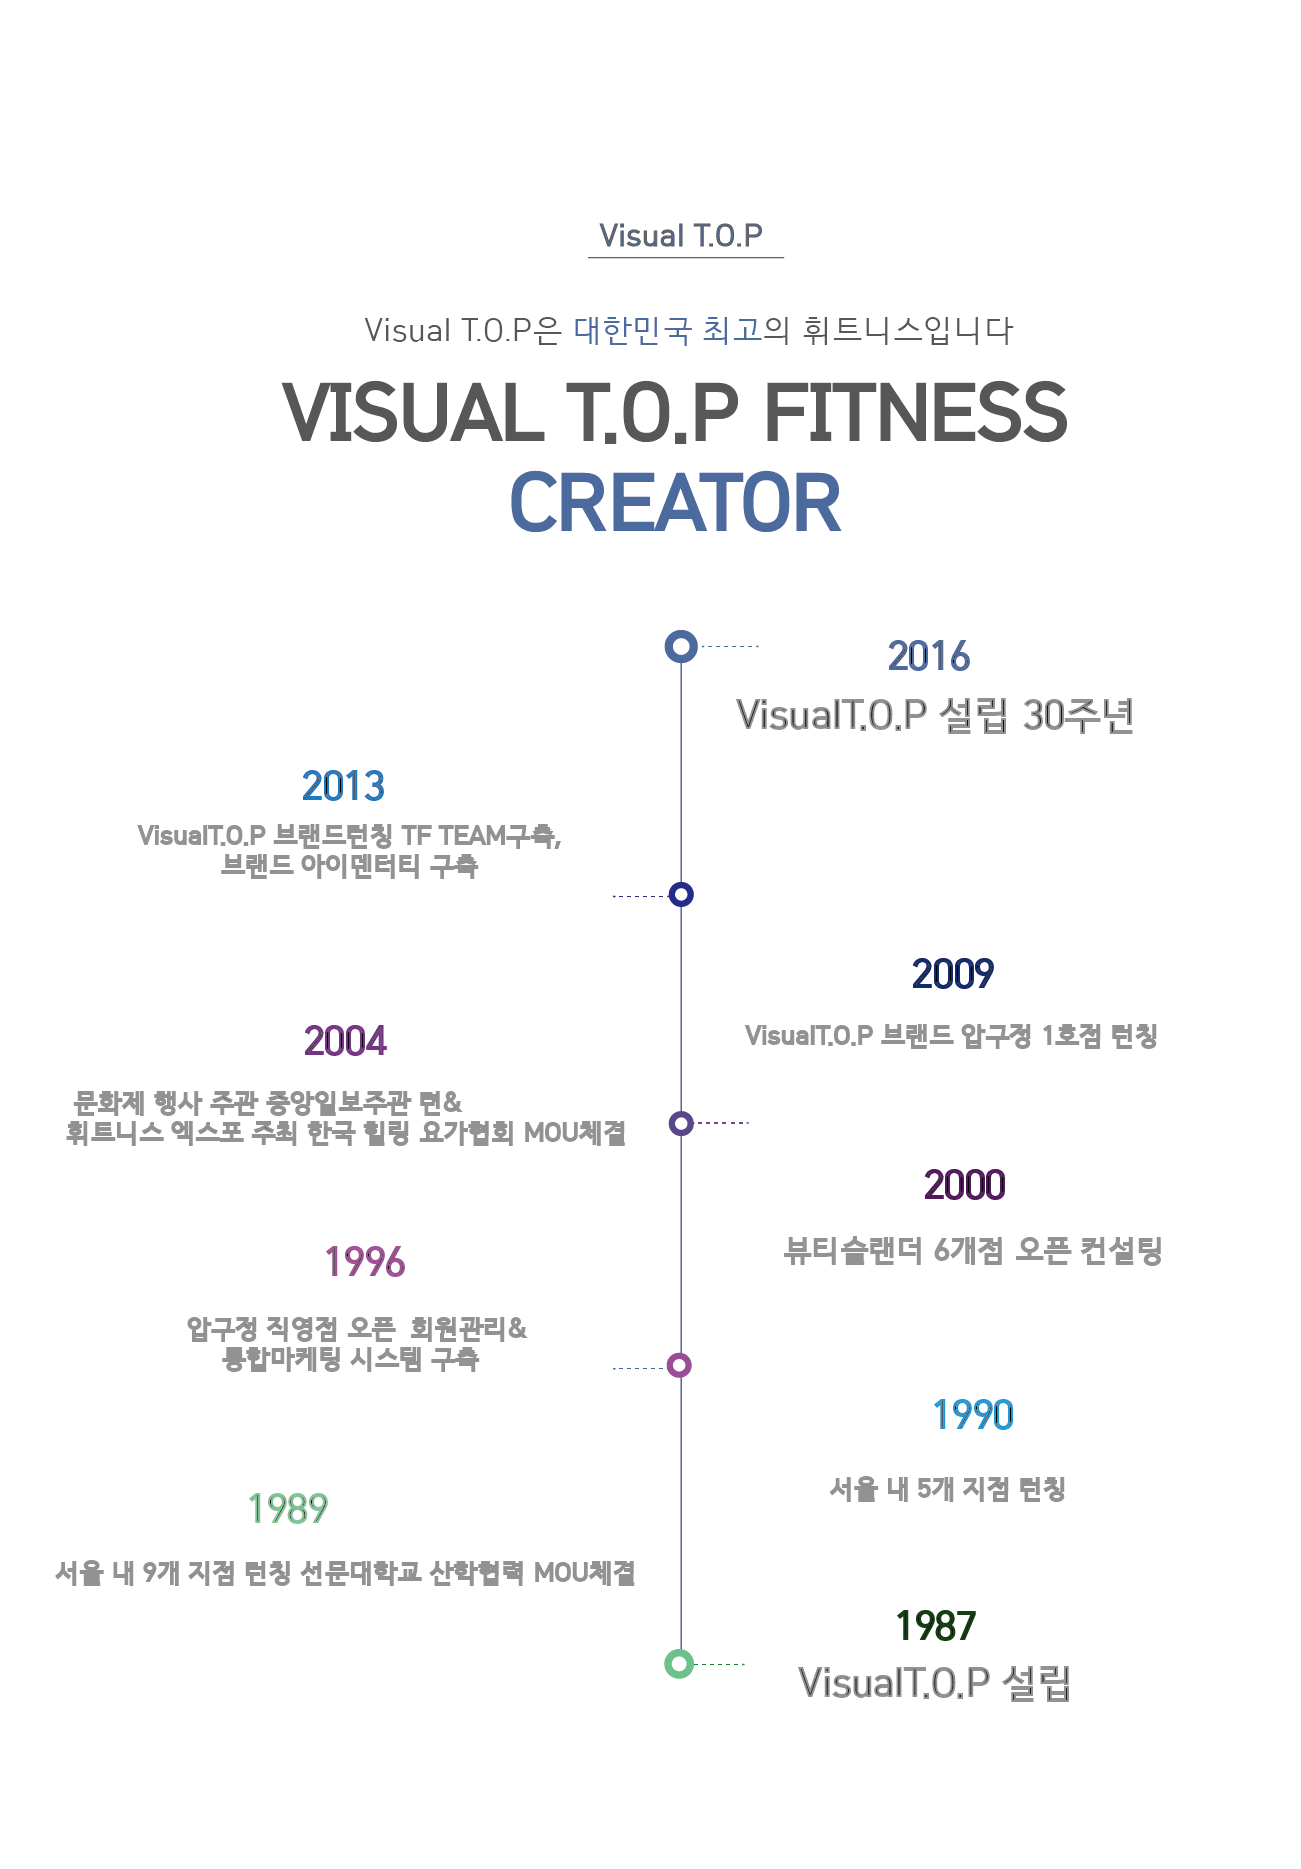 Visual T.O.P
Visual T.O.P은 대한민국 최고의 휘트니스입니다
VISUAL T.O.P FITNESS
CREATOR
2016
VisualT.O.P 설립 30주년
2013
VisualT.O.P 브랜드런칭 TF TEAM구축,
브랜드 아이덴터티 구축
2009
VisualT.O.P 브랜드 압구정 1호점 런칭
2004
문화제 행사 주관 중앙일보주관 런&
휘트니스 엑스포 주최 한국 힐링 요가협회 MOU체결
2000
뷰티슬랜더 6개점 오픈 컨설팅
1996
압구정 직영점 오픈 회원관리&
통합마케팅 시스템 구축
1990
서울 내 5개 지점 런칭
1989
서울 내 9개 지점 런칭 선문대학교 산학협력 MOU체결
1987
VisualT.O.P 설립